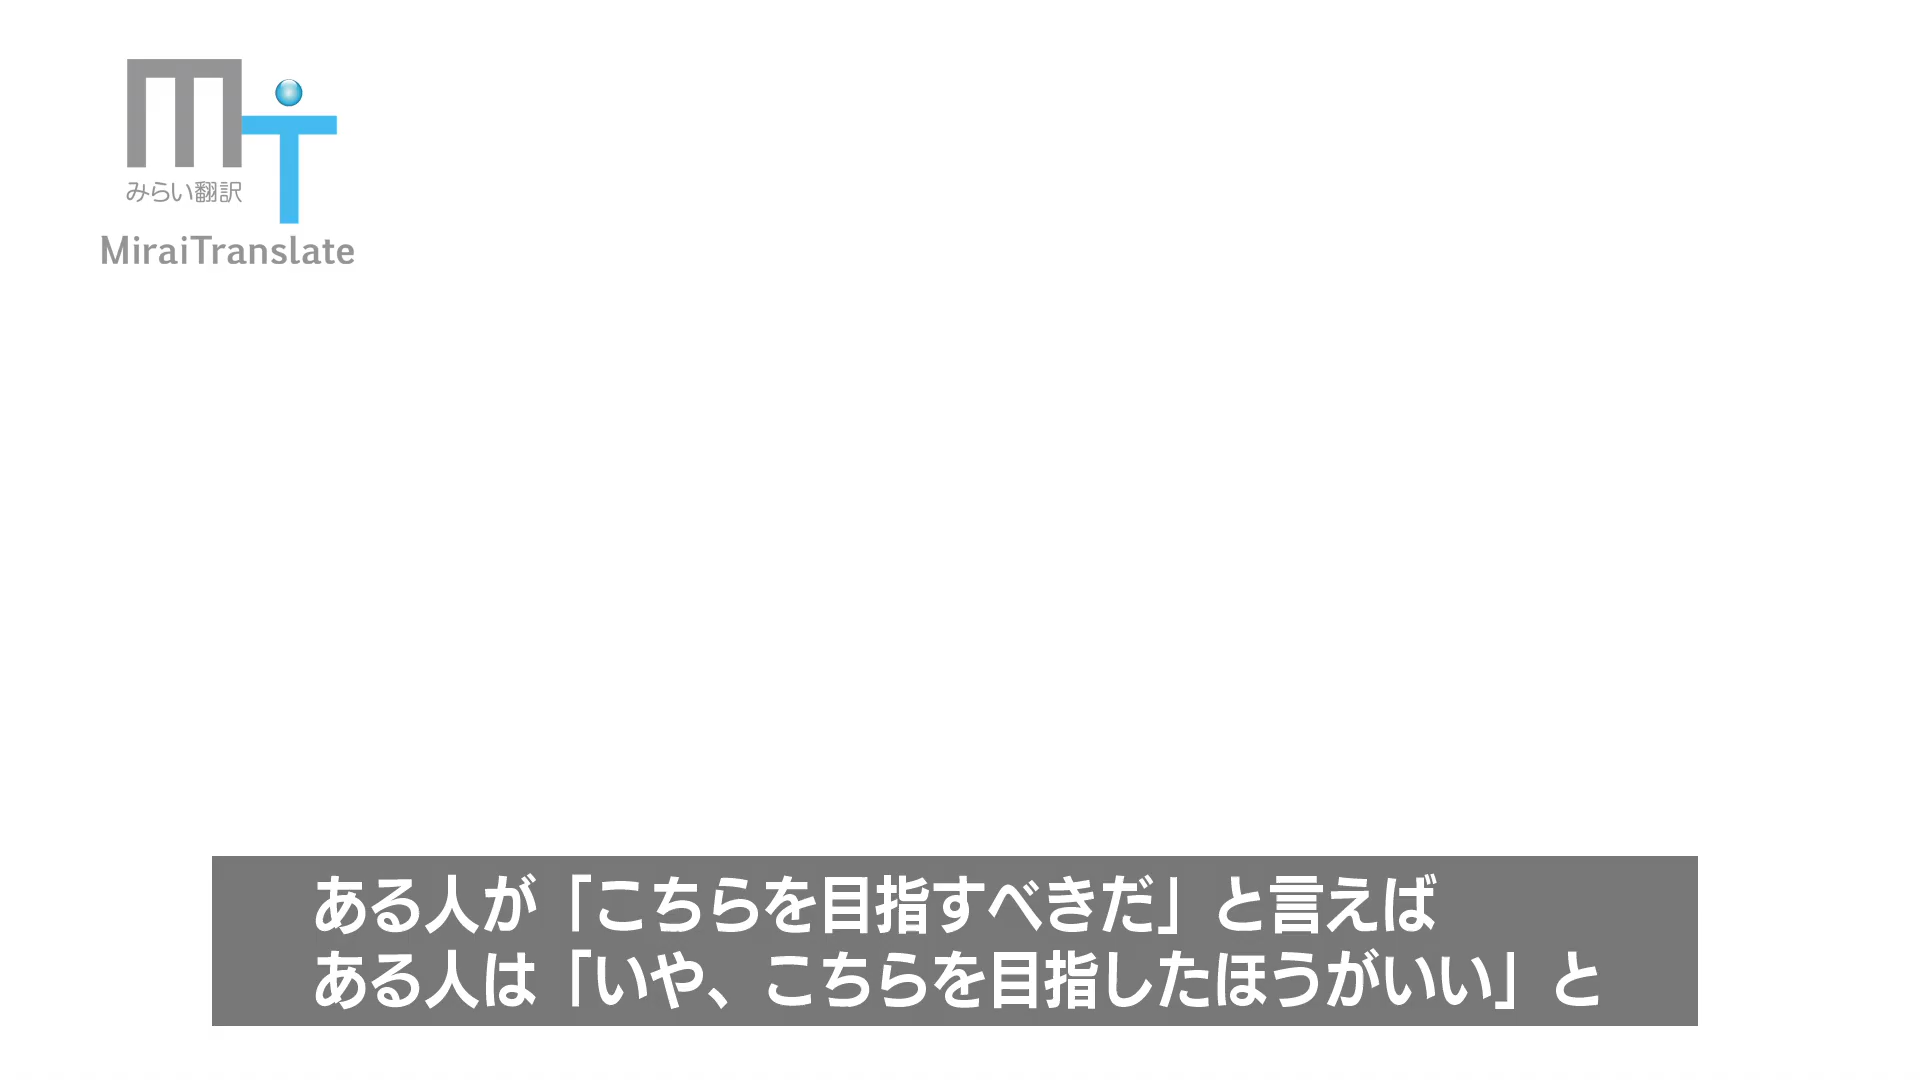 みらい翻訳
MiraiTranslate
ある人が「こちらを目指すべきだ」と言えば
ある人は「いや、こちらを目指したほうがいい」と